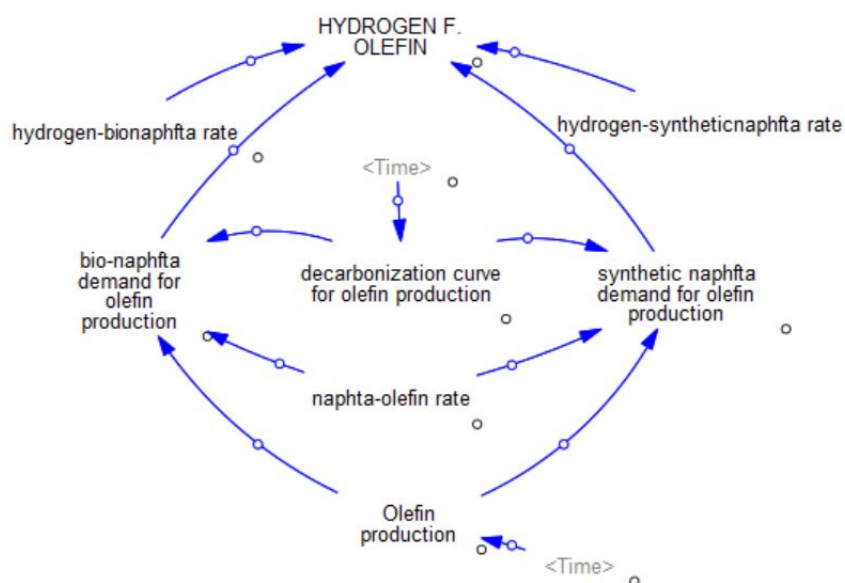 HYDROGEN F.
OLEFIN
hydrogen-bionaphfta rate
hydrogen-syntheticnaphfta rate
<Time>
bio-naphfta
demand for
olefin
production
decarbonization curve
for olefin production
synthetic naphfta
demand for olefin
production
naphta-olefin rate
Olefin
production
<Time>